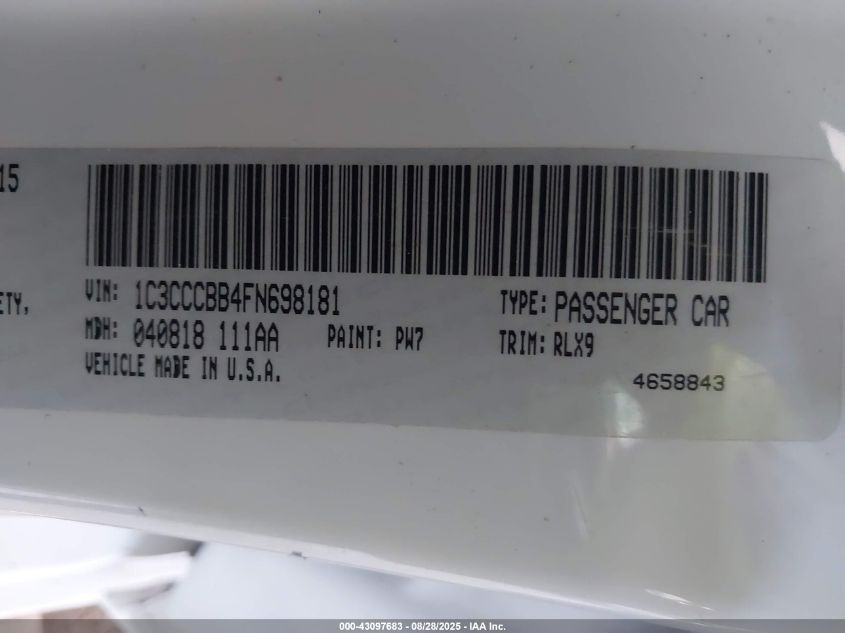 15
ETY,
VIN: 1C3CCCBB4FN698181 TYPE: PASSENGER CAR
MDH: 040818 111AA PAINT: PW7 TRIM: RLX9
VEHICLE MADE IN U.S.A. 4658843
000-43097683 - 08/28/2025 - IAA Inc.